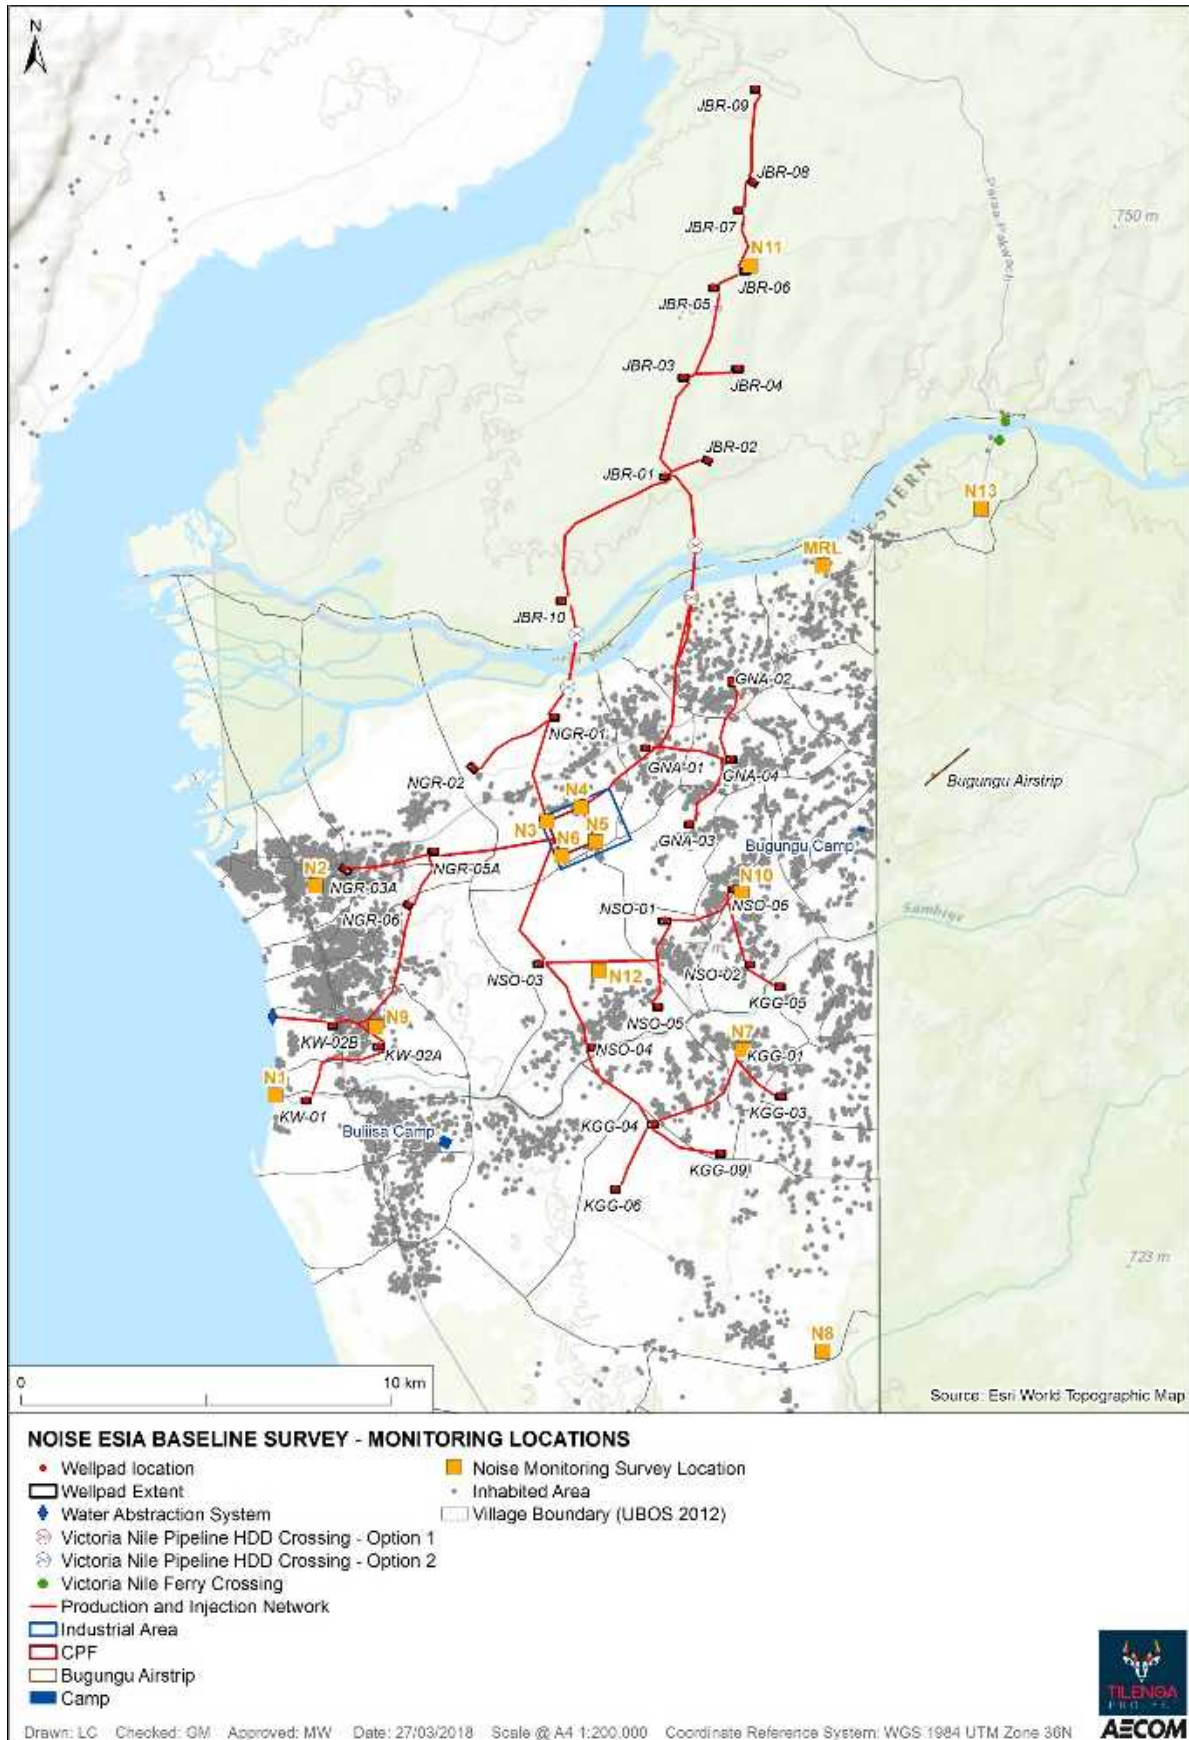 N
JBR-09
JBR-08
JBR-07
750 m
Paraa-Pakwach
N11
JBR-06
JBR-05
JBR-03
JBR-04
JBR-02
JBR-01
WESTERN
N13
MRL
JBR-10
GNA-02
NGR-01
GNA-01
GNA-04
NGR-02
Bugungu Airstrip
N4
N3
N5
N6
GNA-03
Bugungu Camp
N2
NGR-03A
NGR-05A
N10
NSO-06
NGR-06
NSO-01
NSO-03
N12
NSO-02
KGG-05
NSO-05
N9
KW-02B
KW-02A
N7
NSO-04
KGG-01
N1
KW-01
KGG-03
Buliisa Camp
KGG-04
KGG-09
KGG-06
723 m
N8
0 10 km
Source: Esri World Topographic Map
NOISE ESIA BASELINE SURVEY - MONITORING LOCATIONS
Wellpad location
Wellpad Extent
Water Abstraction System
Victoria Nile Pipeline HDD Crossing - Option 1
Victoria Nile Pipeline HDD Crossing - Option 2
Victoria Nile Ferry Crossing
Production and Injection Network
Industrial Area
CPF
Bugungu Airstrip
Camp
Noise Monitoring Survey Location
Inhabited Area
Village Boundary (UBOS 2012)
TILENGA
PROJECT
AECOM
Drawn: LC Checked: GM Approved: MW Date: 27/03/2018 Scale @ A4 1:200,000 Coordinate Reference System: WGS 1984 UTM Zone 36N